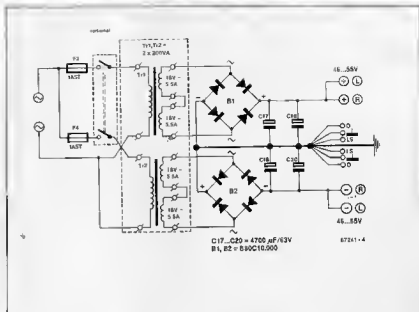 optional
F3
1A5T
F4
1A5T
Tr1,Tr2 =
2 x 200VA
Tr1
18V -
5.5A
18V -
5.5A
Tr2
18V -
5.5A
18V -
5.5A
B1
B2
C17
C18
C20
45...55V
L
R
LS
LS
R
L
45...55V
C17...C20 = 4700 µF/63V
B1, B2 = B80C10.000
87241 - 4